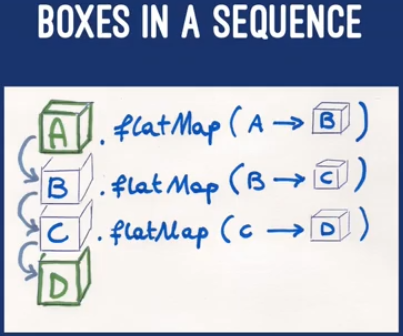 BOXES IN A SEQUENCE
A . flatMap ( A → B )
B . flatMap ( B → C )
C . flatMap ( C → D )
D